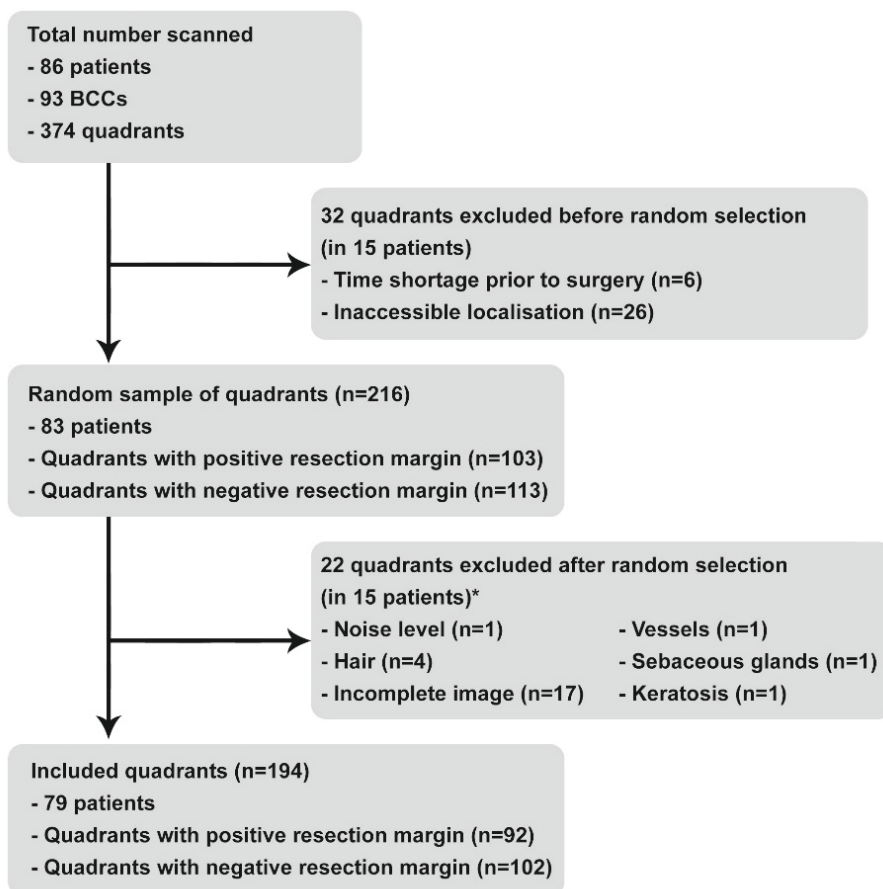 Total number scanned
- 86 patients
- 93 BCCs
- 374 quadrants
32 quadrants excluded before random selection
(in 15 patients)
- Time shortage prior to surgery (n=6)
- Inaccessible localisation (n=26)
Random sample of quadrants (n=216)
- 83 patients
- Quadrants with positive resection margin (n=103)
- Quadrants with negative resection margin (n=113)
22 quadrants excluded after random selection
(in 15 patients)*
- Noise level (n=1) - Vessels (n=1)
- Hair (n=4) - Sebaceous glands (n=1)
- Incomplete image (n=17) - Keratosis (n=1)
Included quadrants (n=194)
- 79 patients
- Quadrants with positive resection margin (n=92)
- Quadrants with negative resection margin (n=102)